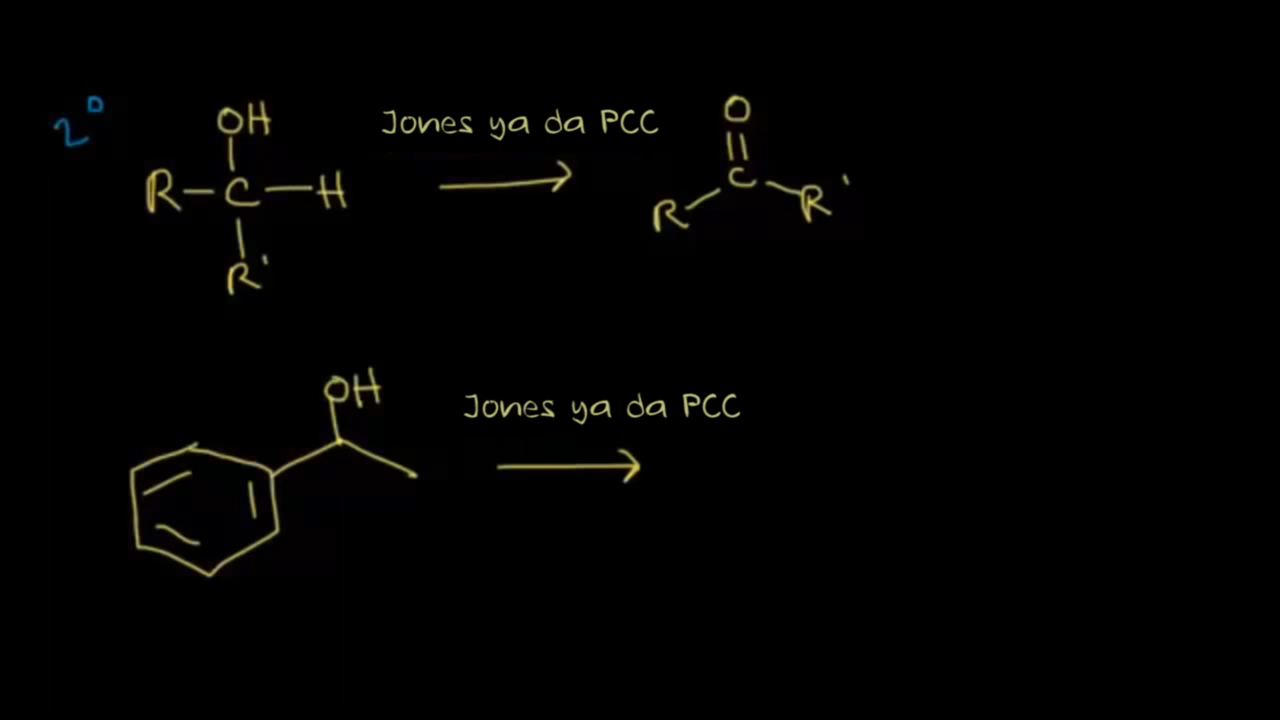 2°
OH
Jones ya da PCC
O
R-C-H
C
R
R'
R'
OH
Jones ya da PCC